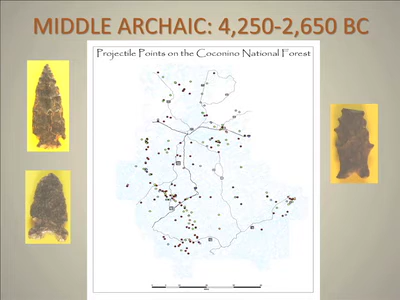 MIDDLE ARCHAIC: 4,250-2,650 BC
Projectile Points on the Coconino National Forest